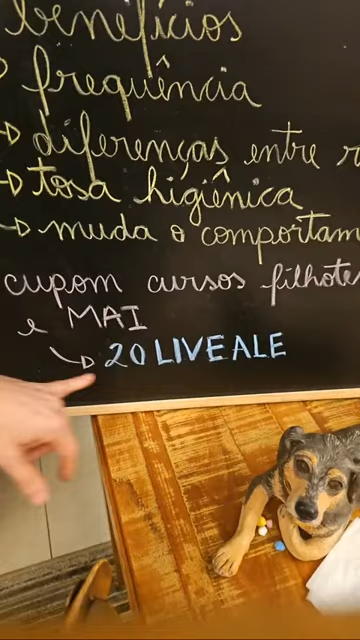 benefícios
frequência
→ diferenças entre r
→ tosa higiênica
→ muda o comportam
cupom cursos filhote
e MAI
→ 20LIVEALE